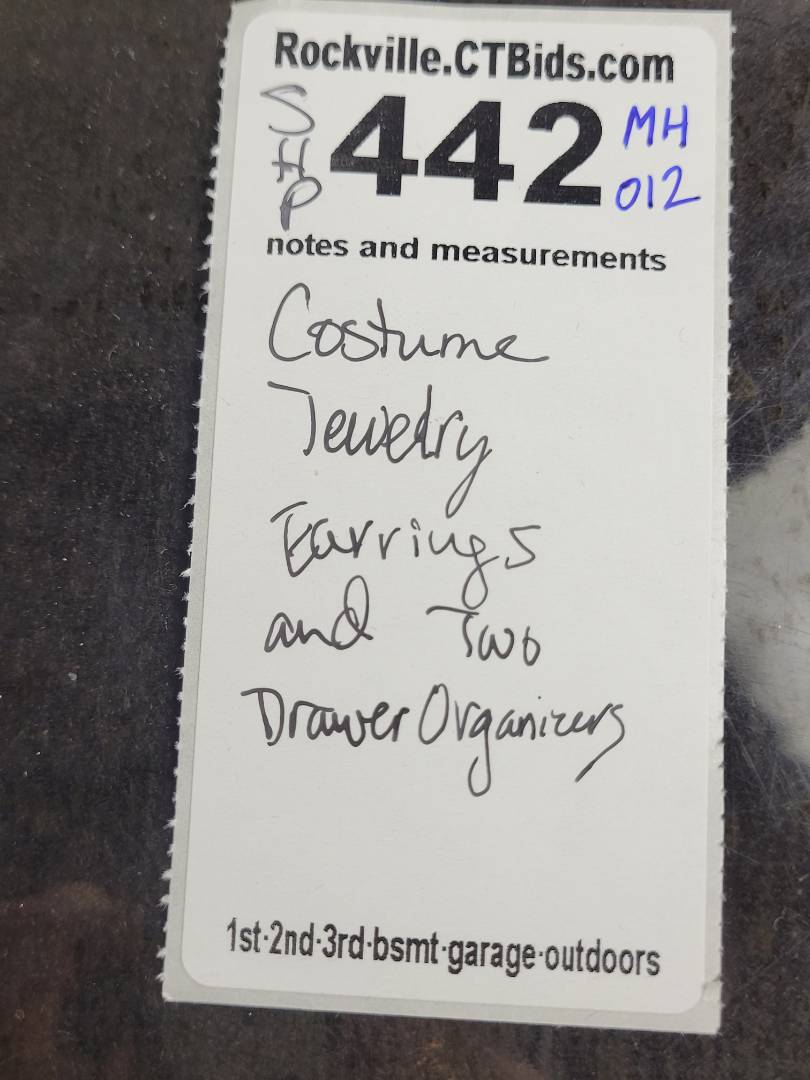 Rockville.CTBids.com
SHP 442 MH
012
notes and measurements
Costume
Jewelry
Earrings
and Two
Drawer Organizers
1st·2nd·3rd·bsmt·garage·outdoors